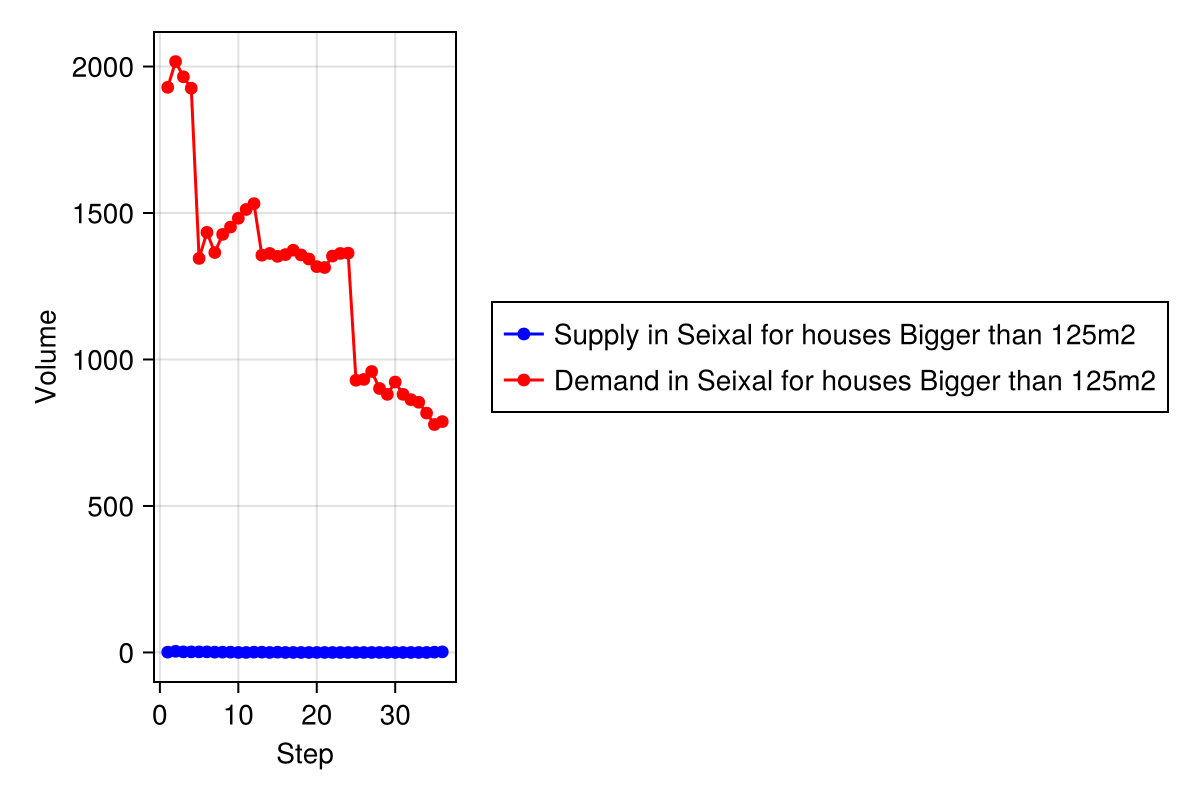 2000
1500
1000
500
0
Volume
0 10 20 30
Step
Supply in Seixal for houses Bigger than 125m2
Demand in Seixal for houses Bigger than 125m2